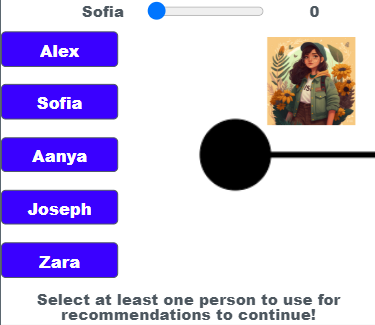 Sofia 0
Alex
Sofia
Aanya
Joseph
Zara
Select at least one person to use for
recommendations to continue!